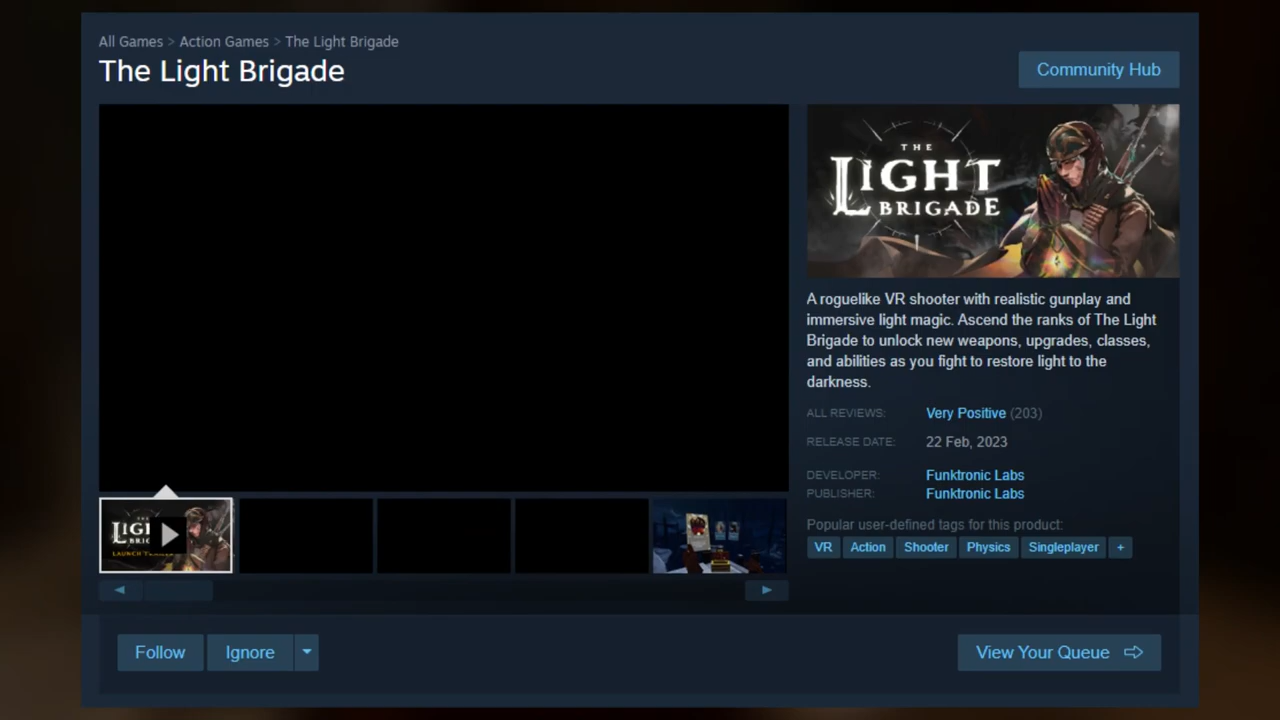 All Games > Action Games > The Light Brigade
The Light Brigade
Community Hub
THE
LIGHT
BRIGADE
A roguelike VR shooter with realistic gunplay and
immersive light magic. Ascend the ranks of The Light
Brigade to unlock new weapons, upgrades, classes,
and abilities as you fight to restore light to the
darkness.
ALL REVIEWS: Very Positive (203)
RELEASE DATE: 22 Feb, 2023
DEVELOPER: Funktronic Labs
PUBLISHER: Funktronic Labs
Popular user-defined tags for this product:
VR Action Shooter Physics Singleplayer +
Follow Ignore
View Your Queue